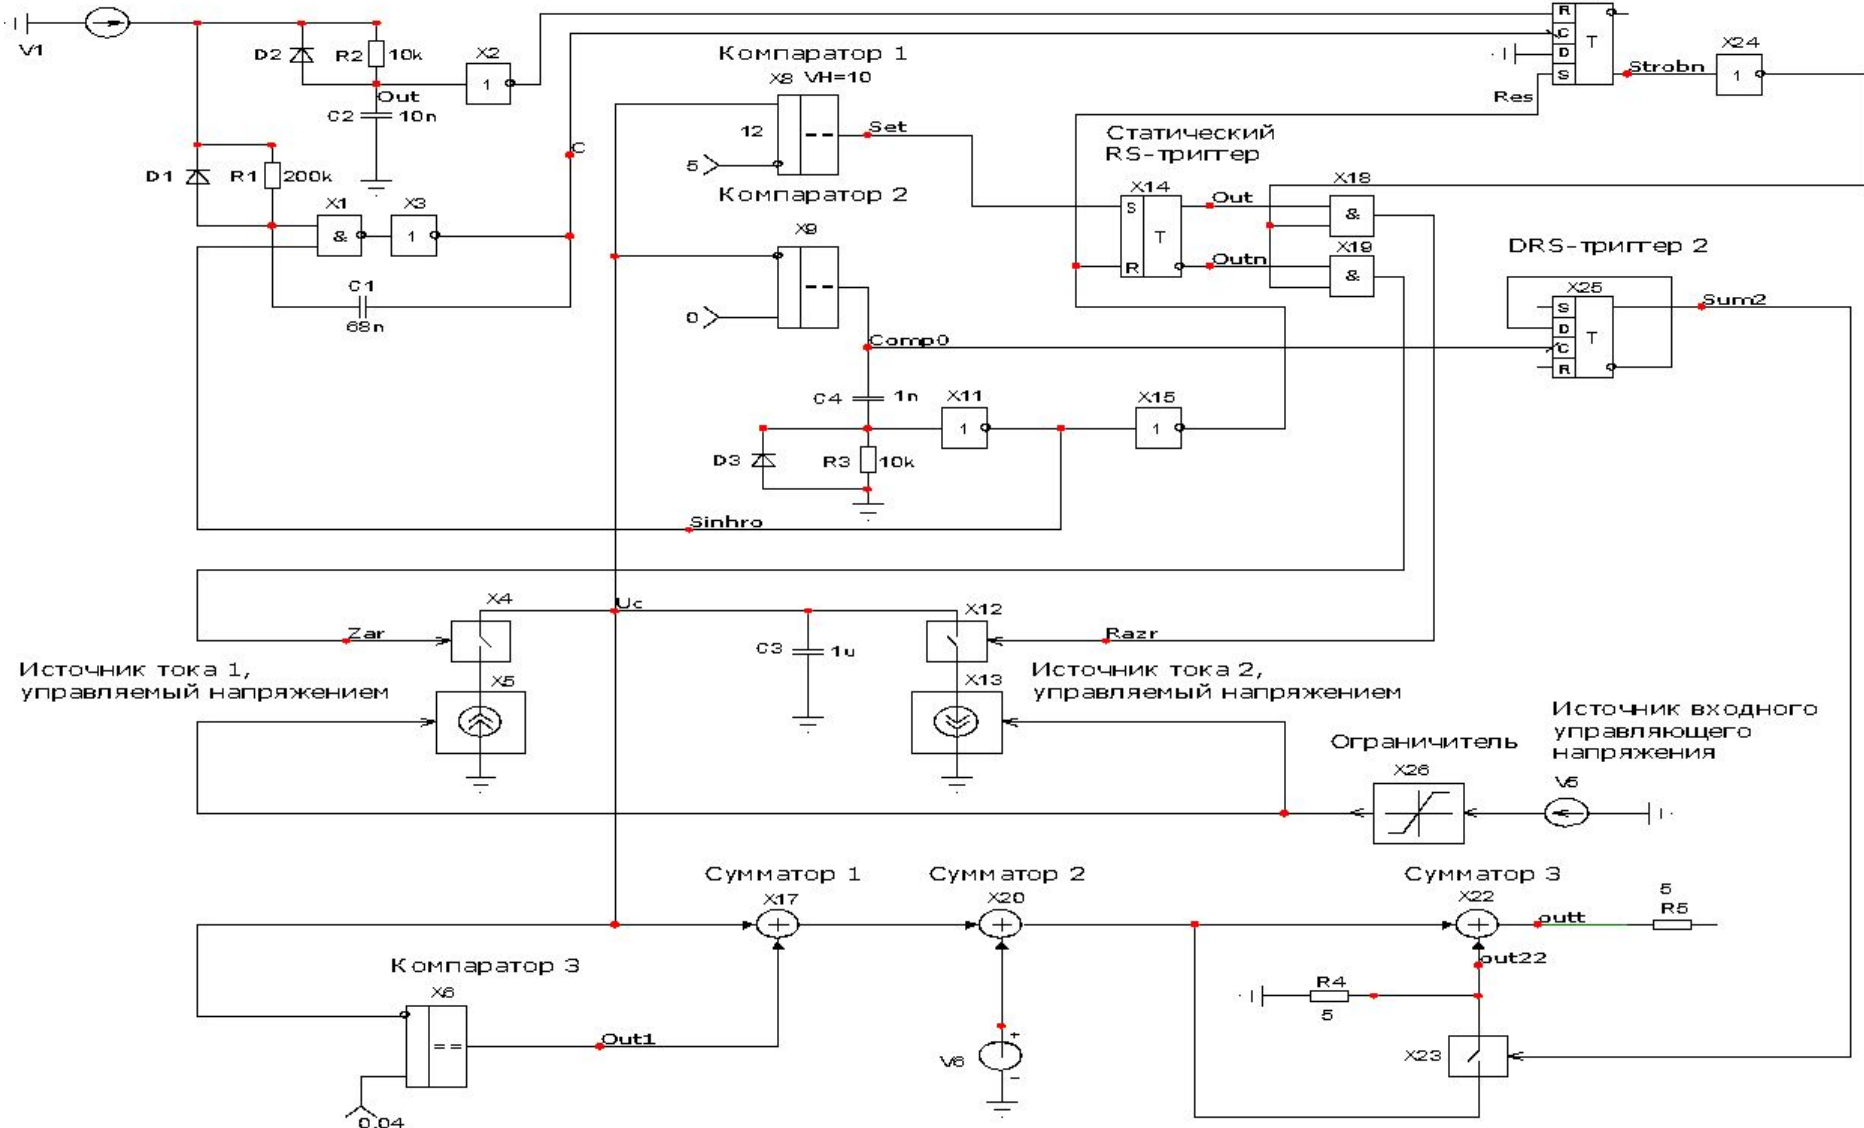 V1
D2
R2
10k
X2
1
Out
C2
10n
C
D1
R1
200k
X1
&
X3
1
C1
68n
Компаратор 1
X8 VH=10
12
5
Set
Компаратор 2
X9
0
Comp0
C4
1n
D3
R3
10k
X11
1
X15
1
Sinhro
R
C
D
S
T
Res
Strobn
X24
1
Статический
RS-триггер
X14
S
R
T
Out
Outn
X18
&
X19
&
DRS-триггер 2
X25
S
D
C
R
T
Sum2
X4
Zar
Uc
C3
1u
X12
Razr
Источник тока 1,
управляемый напряжением
X5
Источник тока 2,
управляемый напряжением
X13
Ограничитель
X26
Источник входного
управляющего
напряжения
V5
Сумматор 1
X17
Сумматор 2
X20
Сумматор 3
X22
outt
5
R5
out22
R4
5
Компаратор 3
X6
==
Out1
0.04
V6
+
-
X23